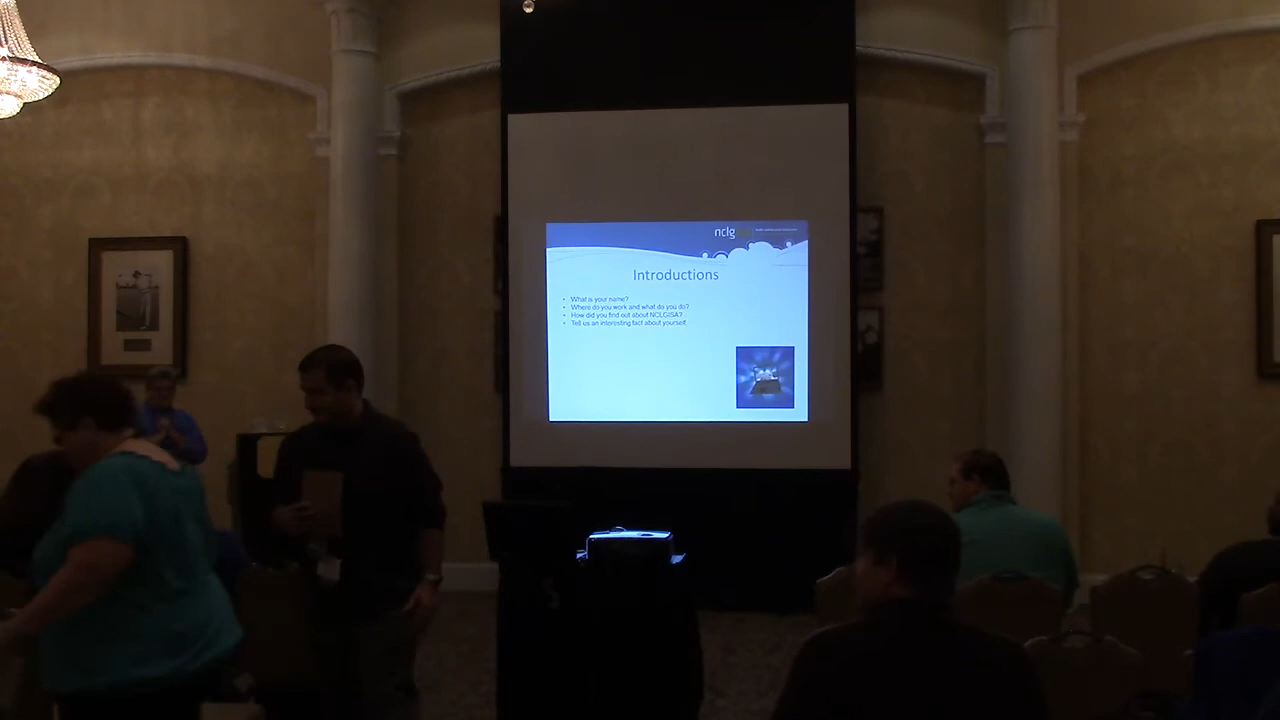 nclg
Introductions
• What is your name?
• Where do you work and what do you do?
• How did you find out about NCLGISA?
• Tell us an interesting fact about yourself.